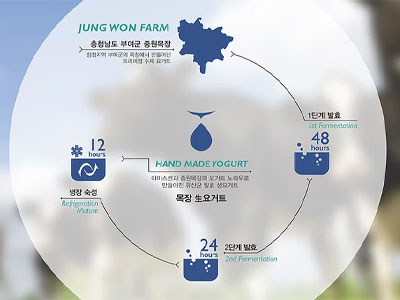 JUNG WON FARM
충청남도 부여군 중원목장
청정지역 부여군의 목장에서 만들어진
프리미엄 수제 요거트
1단계 발효
1st Fermentation
48
hours
12
hours
HAND MADE YOGURT
아미스란과 중원목장의 요거트 노하우로
만들어진 유산균 발효 생요거트
목장 生요거트
냉장 숙성
Refrigeration
Mature
24
hours
2단계 발효
2nd Fermentation